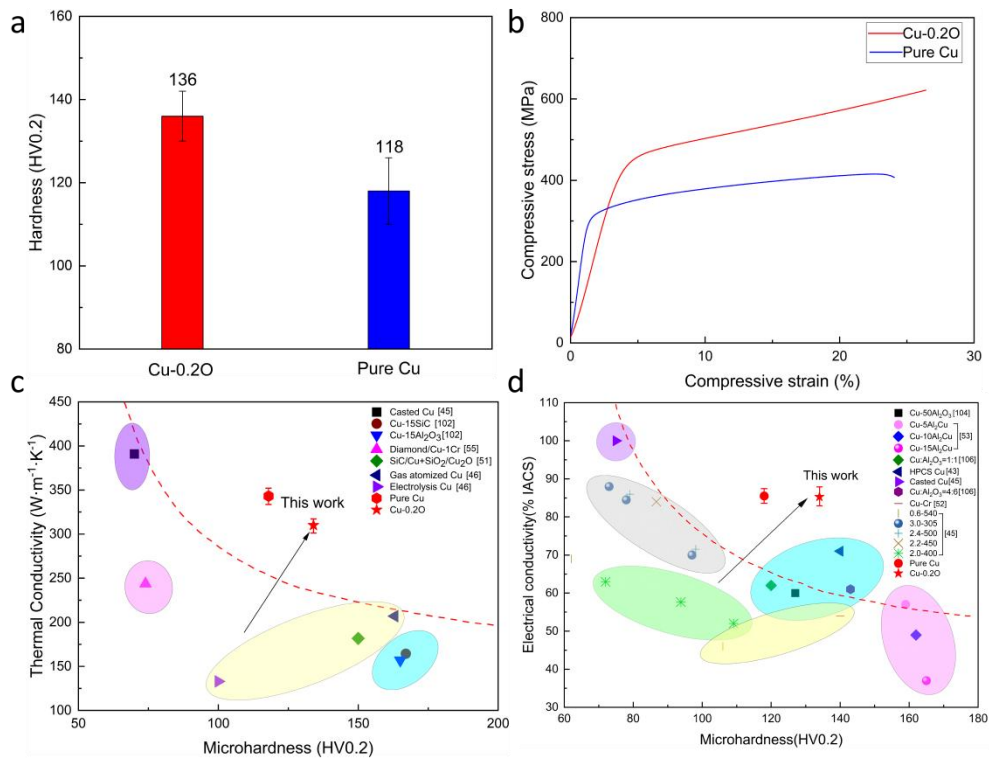 a
160
140
120
100
80
Hardness (HV0.2)
136
118
Cu-0.2O
Pure Cu
b
800
600
400
200
0
Compressive stress (MPa)
Cu-0.2O
Pure Cu
0
10
20
30
Compressive strain (%)
c
450
400
350
300
250
200
150
100
Thermal Conductivity (W·m⁻¹·K⁻¹)
Casted Cu [45]
Cu-15SiC [102]
Cu-15Al₂O₃[102]
Diamond/Cu-1Cr [55]
SiC/Cu+SiO₂/Cu₂O [51]
Gas atomized Cu [46]
Electrolysis Cu [46]
Pure Cu
Cu-0.2O
This work
50
100
150
200
Microhardness (HV0.2)
d
110
100
90
80
70
60
50
40
30
Electrical conductivity(% IACS)
Cu-50Al₂O₃ [104]
Cu-5Al₂Cu
Cu-10Al₂Cu [53]
Cu-15Al₂Cu
Cu:Al₂O₃=1:1 [106]
HPCS Cu [43]
Casted Cu [45]
Cu:Al₂O₃=4:6 [106]
Cu-Cr [52]
0.6-540
3.0-305
2.4-500 [45]
2.2-450
2.0-400
Pure Cu
Cu-0.2O
This work
60
80
100
120
140
160
180
Microhardness(HV0.2)